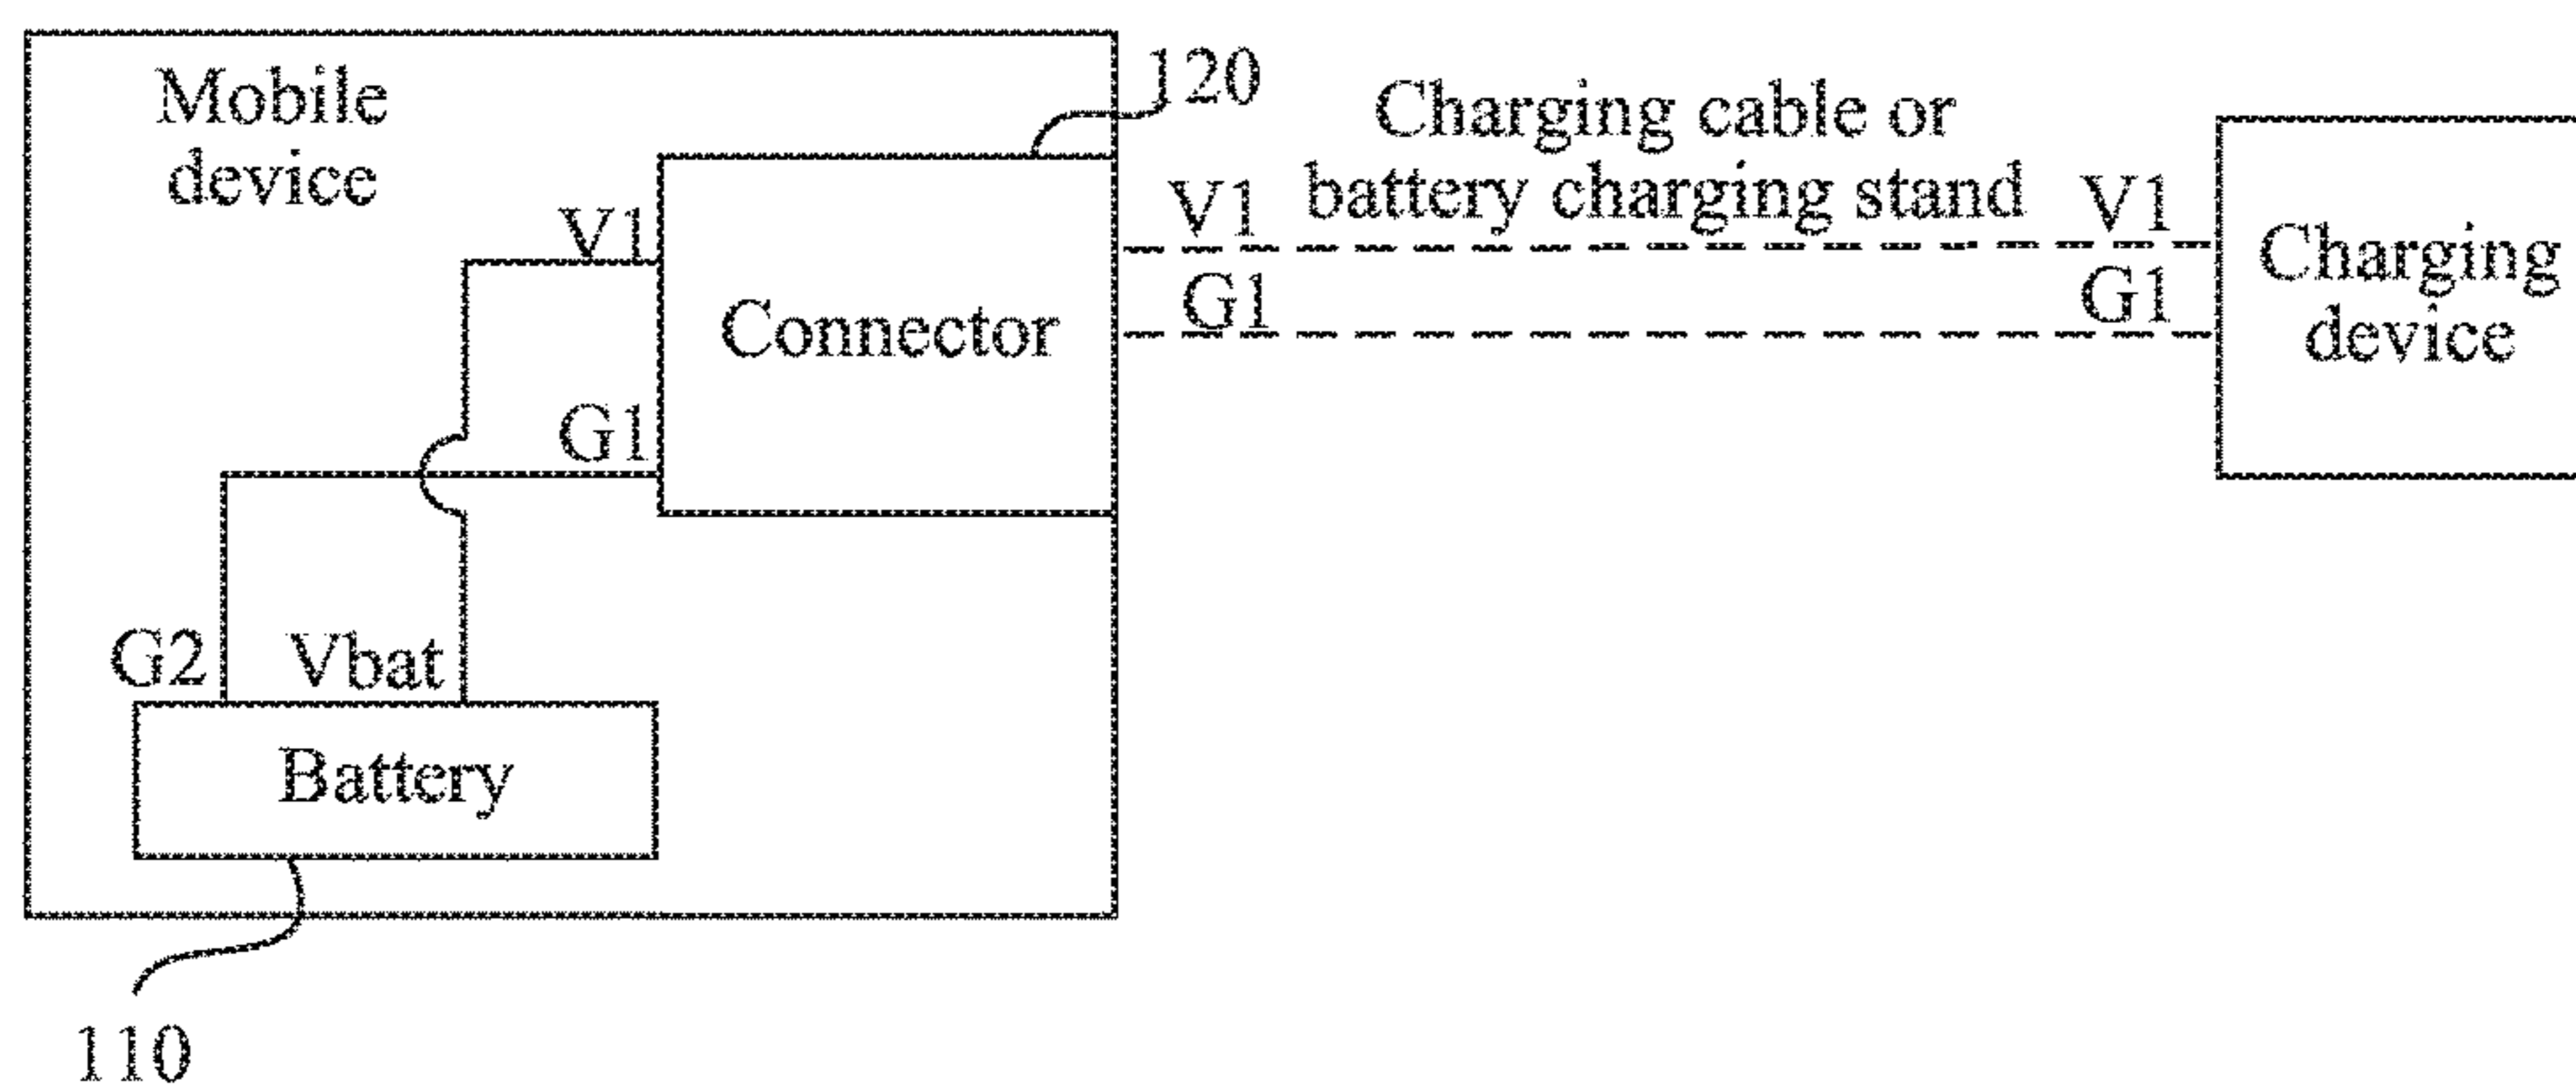 Mobile
device
120
Charging cable or
battery charging stand
V1
V1
V1
Connector
G1
G1
G1
Charging
device
G2
Vbat
Battery
110